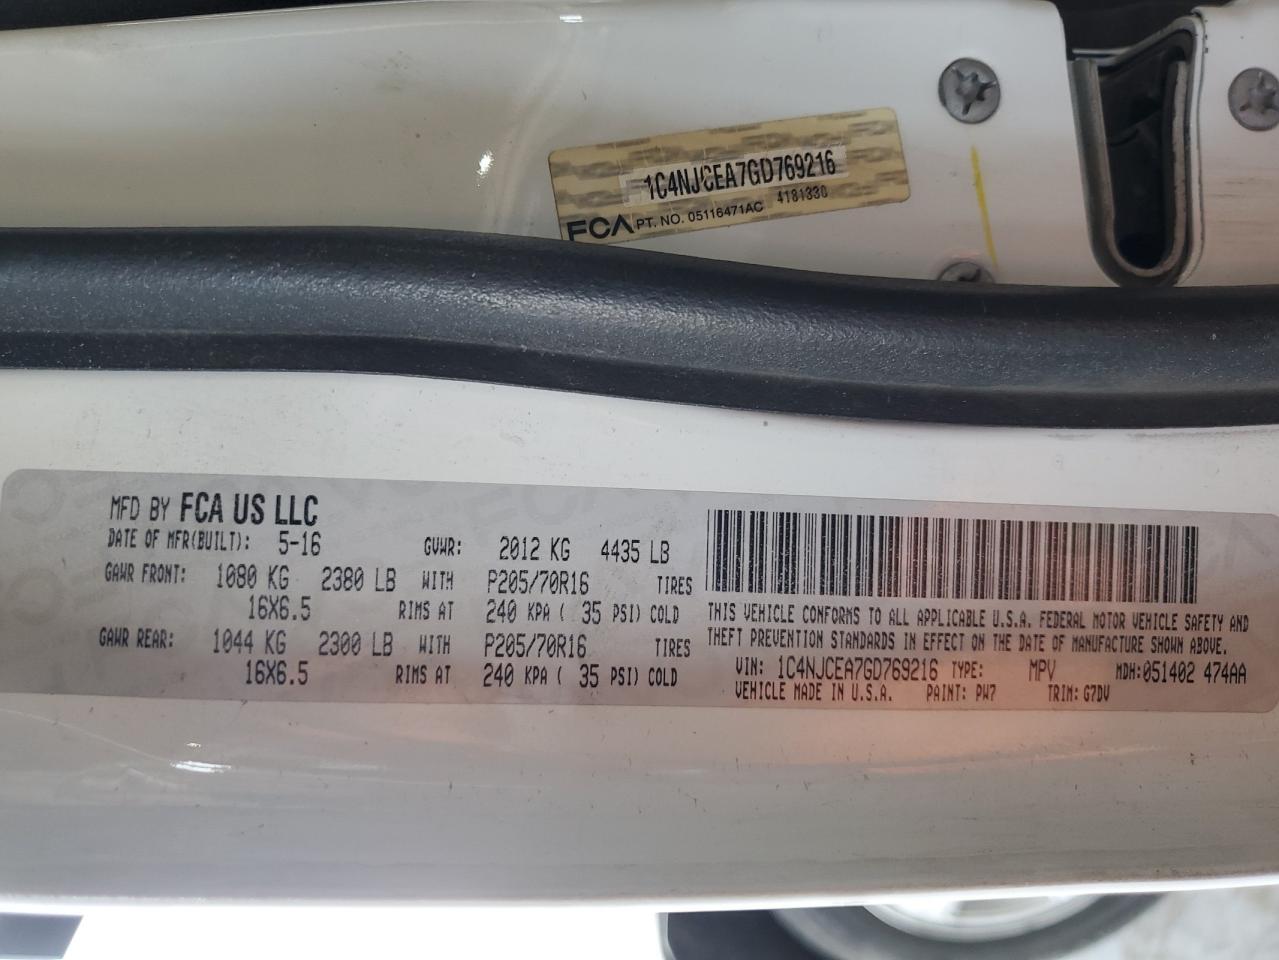 1C4NJCEA7GD769216
FCA PT. NO. 05116471AC 4181330
MFD BY FCA US LLC
DATE OF MFR(BUILT): 5-16 GVWR: 2012 KG 4435 LB
GAWR FRONT: 1080 KG 2380 LB WITH P205/70R16 TIRES
16X6.5 RIMS AT 240 KPA ( 35 PSI) COLD
GAWR REAR: 1044 KG 2300 LB WITH P205/70R16 TIRES
16X6.5 RIMS AT 240 KPA ( 35 PSI) COLD
THIS VEHICLE CONFORMS TO ALL APPLICABLE U.S.A. FEDERAL MOTOR VEHICLE SAFETY AND
THEFT PREVENTION STANDARDS IN EFFECT ON THE DATE OF MANUFACTURE SHOWN ABOVE.
VIN: 1C4NJCEA7GD769216 TYPE: MPV MDH:051402 474AA
VEHICLE MADE IN U.S.A. PAINT: PW7 TRIM: G7DV